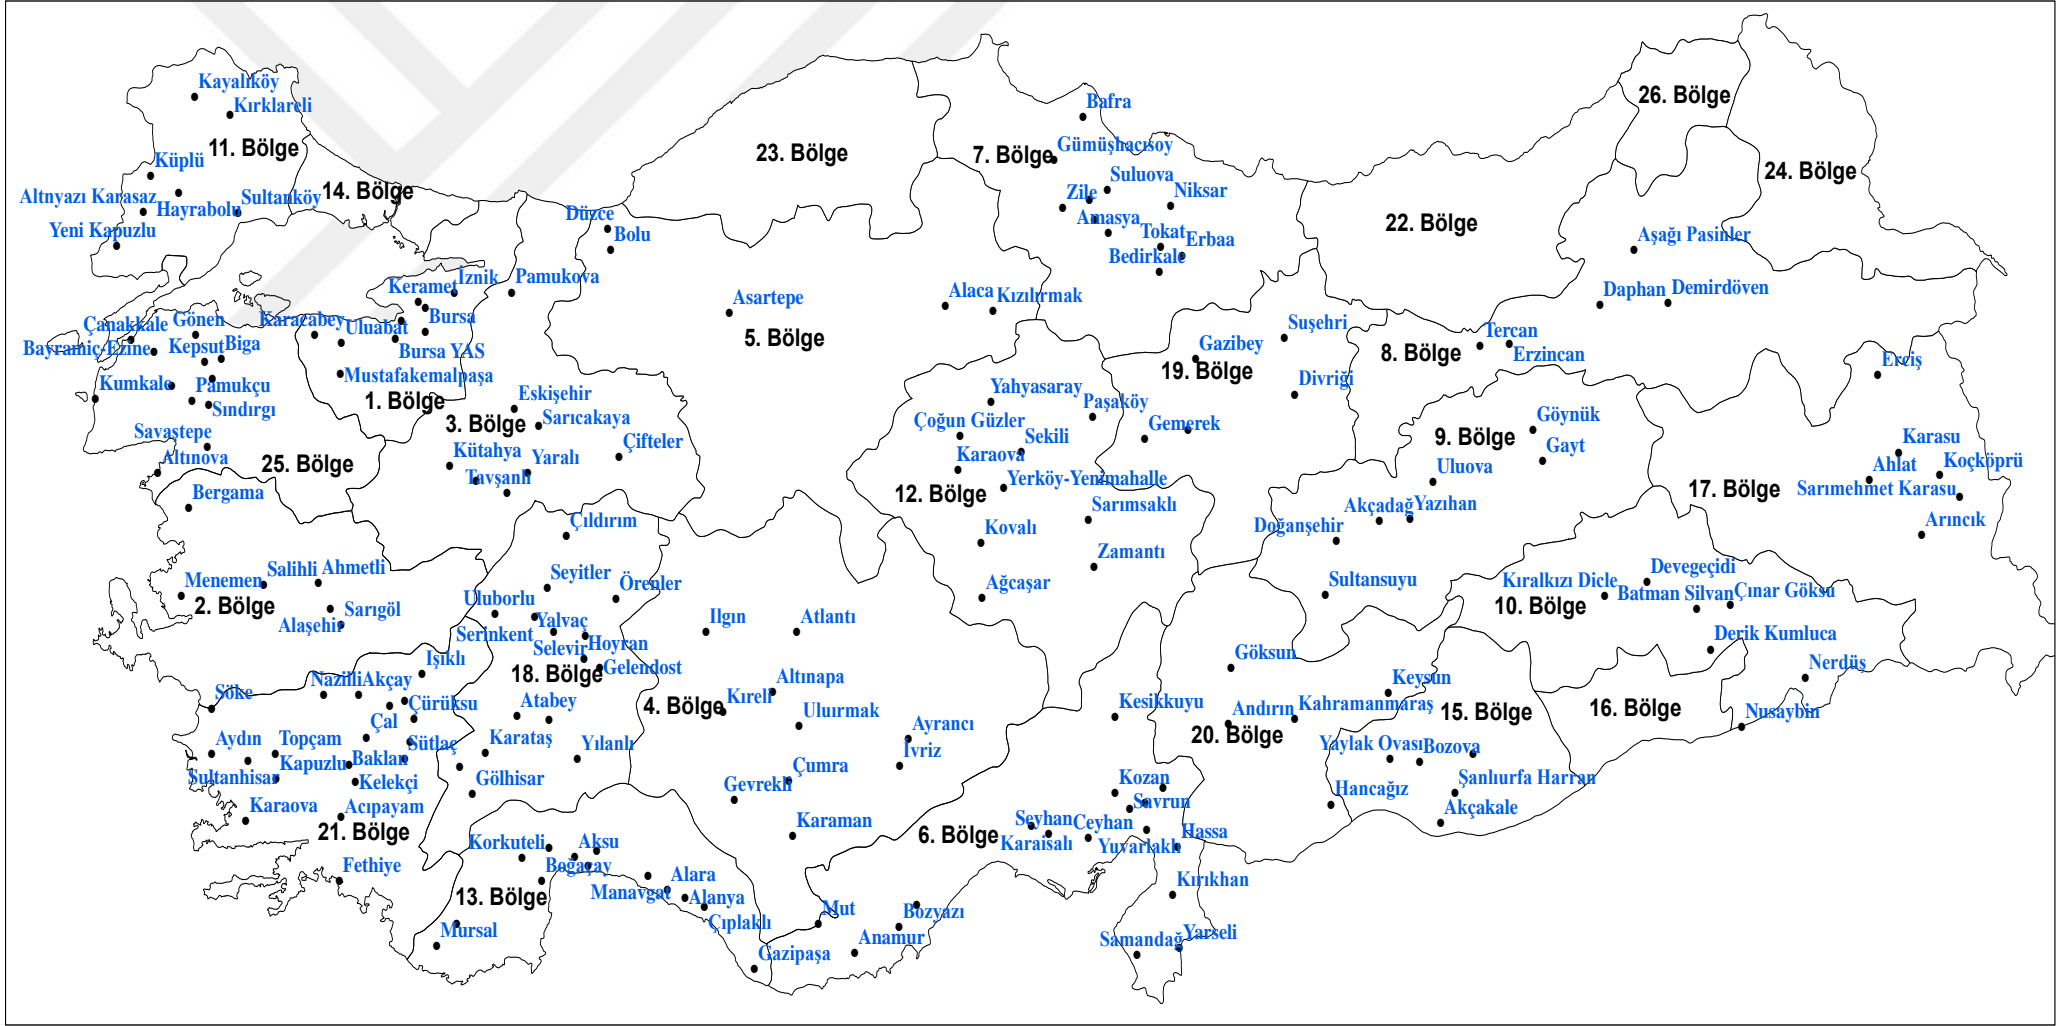 Kayalıköy
Kırklareli
11. Bölge
Küplü
Altnyazı Karasaz
Hayrabolu
Sultanköy
Yeni Kapuzlu
14. Bölge
23. Bölge
7. Bölge
Bafra
Gümüşhacısoy
Suluova
Zile
Niksar
Amasya
Tokat
Erbaa
Bedirkale
26. Bölge
24. Bölge
22. Bölge
Aşağı Pasinler
Daphan
Demirdöven
Düzce
Bolu
İznik
Pamukova
Keramet
Bursa
Asartepe
Alaca
Kızılırmak
5. Bölge
Çanakkale
Gönen
Karacabey
Uluabat
Bayramiç-Ezine
Kepsut
Biga
Bursa YAS
Kumkale
Pamukçu
Mustafakemalpaşa
Sındırgı
1. Bölge
Savastepe
Altınova
25. Bölge
Bergama
3. Bölge
Eskişehir
Sarıcakaya
Çifteler
Kütahya
Yaralı
Tavşanlı
Suşehri
Gazibey
19. Bölge
Divriği
8. Bölge
Tercan
Erzincan
Erciş
Yahyasaray
Paşaköy
Çoğun Güzler
Gemerek
Sekili
Karaova
Yerköy-Yenimahalle
12. Bölge
Sarımsaklı
Kovalı
Zamantı
Ağcaşar
Göynük
9. Bölge
Gayt
Uluova
Akçadağ
Yazıhan
Doğanşehir
Sultansuyu
Karasu
Ahlat
Koçköprü
17. Bölge
Sarımehmet Karasu
Arıncık
Devegeçidi
Kıralkızı Dicle
Batman Silvan
Çınar Göksu
10. Bölge
Derik Kumluca
Nerdüş
Nusaybin
16. Bölge
Menemen
Salihli
Ahmetli
2. Bölge
Sarıgöl
Alaşehir
Çıldırım
Seyitler
Örenler
Uluborlu
Yalvaç
Serinkent
Selevir
Hoyran
Gelendost
18. Bölge
Atabey
Karataş
Yılanlı
Gölhisar
Işıklı
Nazilli
Akçay
Söke
Çürüksu
Çal
Aydın
Topçam
Sütlaç
Kapuzlu
Baklan
Sultanhisar
Kelekçi
Karaova
Acıpayam
21. Bölge
Fethiye
Ilgın
Atlantı
Altınapa
Kıreli
4. Bölge
Uluırmak
Ayrancı
İvriz
Çumra
Gevrekli
Karaman
Göksun
Kesikkuyu
Andırın
20. Bölge
Kahramanmaraş
Keysun
15. Bölge
Yaylak Ovası
Bozova
Şanlıurfa Harran
Hancağız
Akçakale
Kozan
Savrun
6. Bölge
Seyhan
Ceyhan
Karaisalı
Yuvarlaklı
Hassa
Kırıkhan
Samandağ
Yarseli
Korkuteli
Aksu
Boğaçay
13. Bölge
Manavgat
Alara
Alanya
Çıplaklı
Mursal
Gazipaşa
Mut
Bozyazı
Anamur